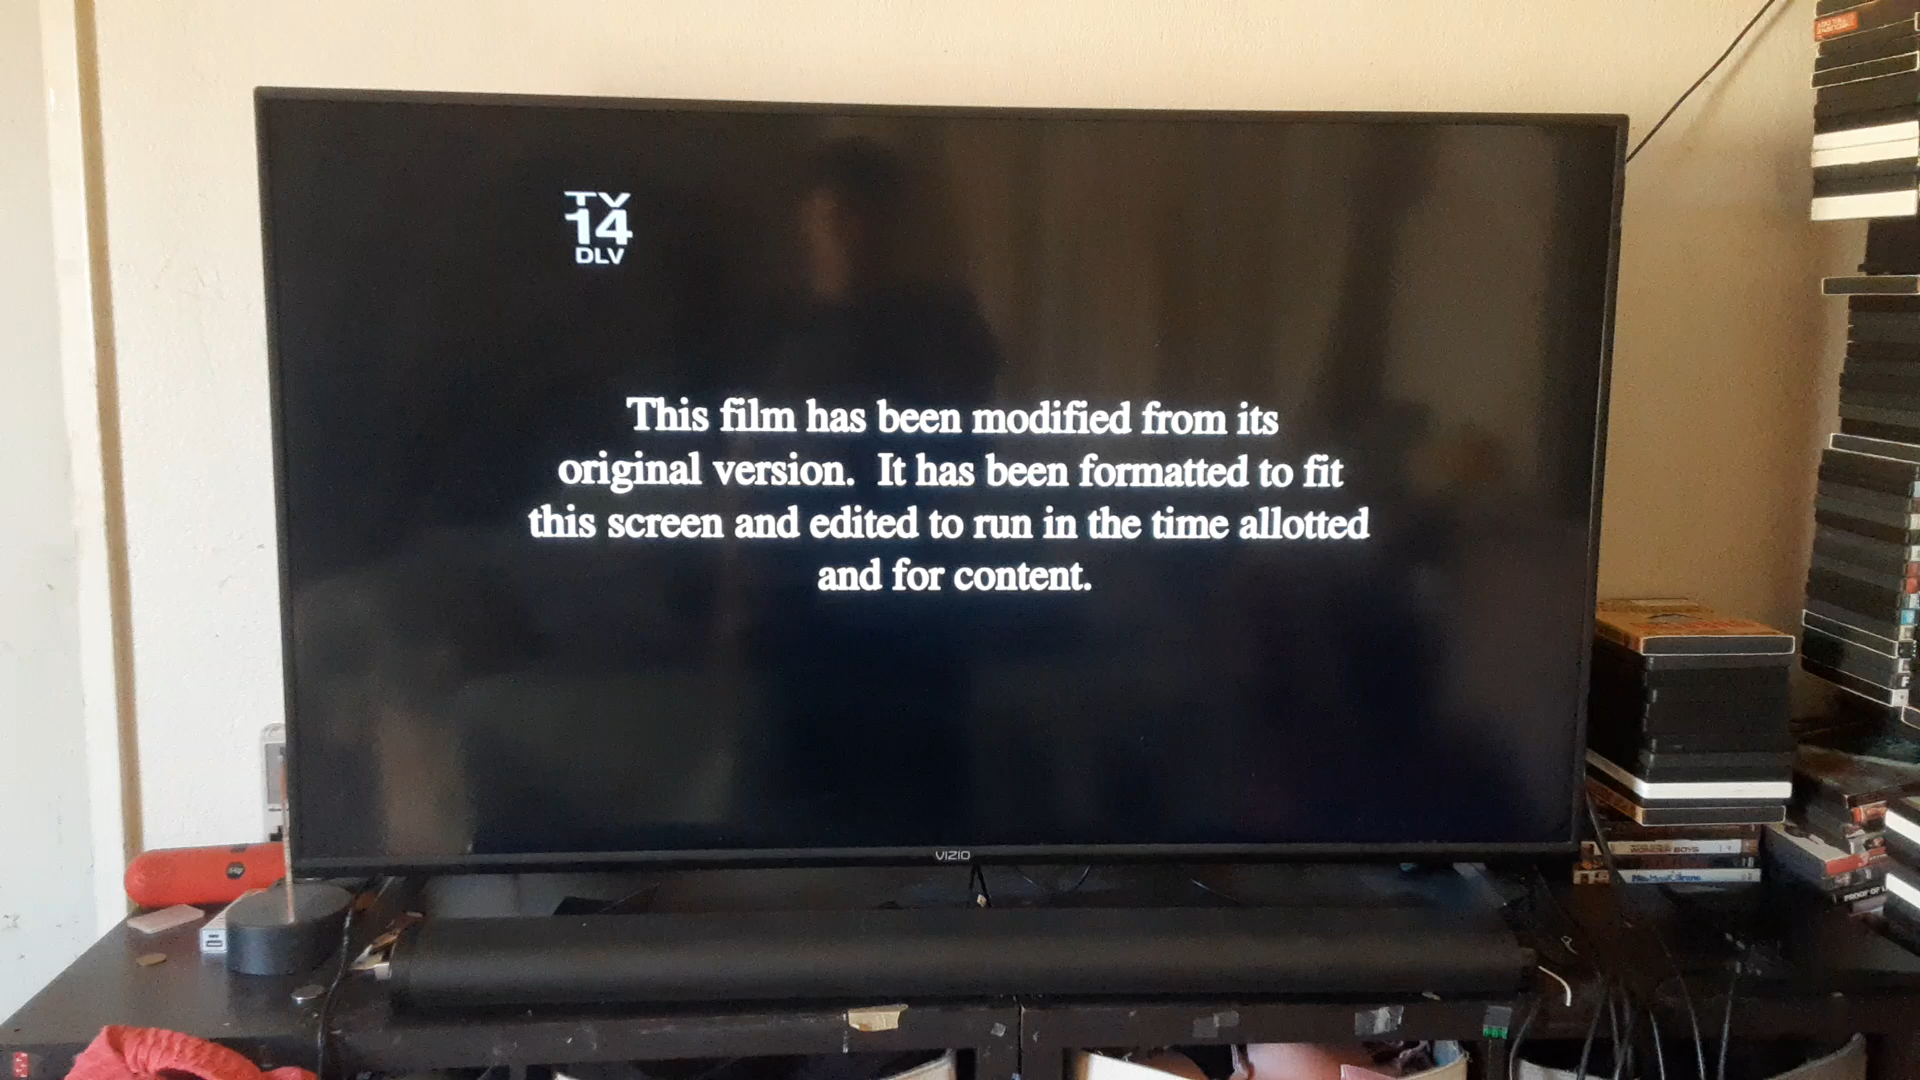 TV
14
DLV
This film has been modified from its
original version. It has been formatted to fit
this screen and edited to run in the time allotted
and for content.
VIZIO
WONDER BOYS